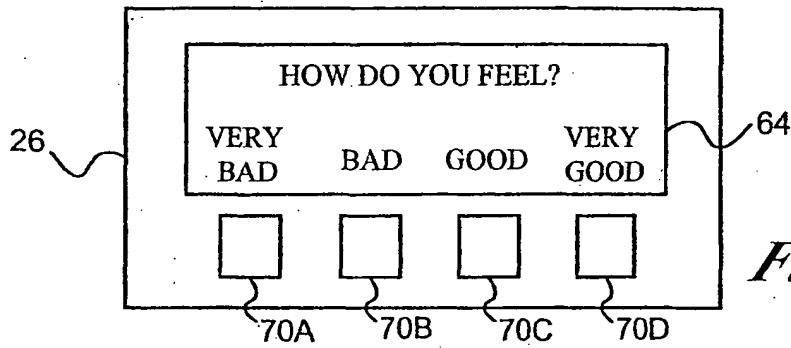 HOW DO YOU FEEL?
VERY BAD
BAD
GOOD
VERY GOOD
26
64
70A
70B
70C
70D